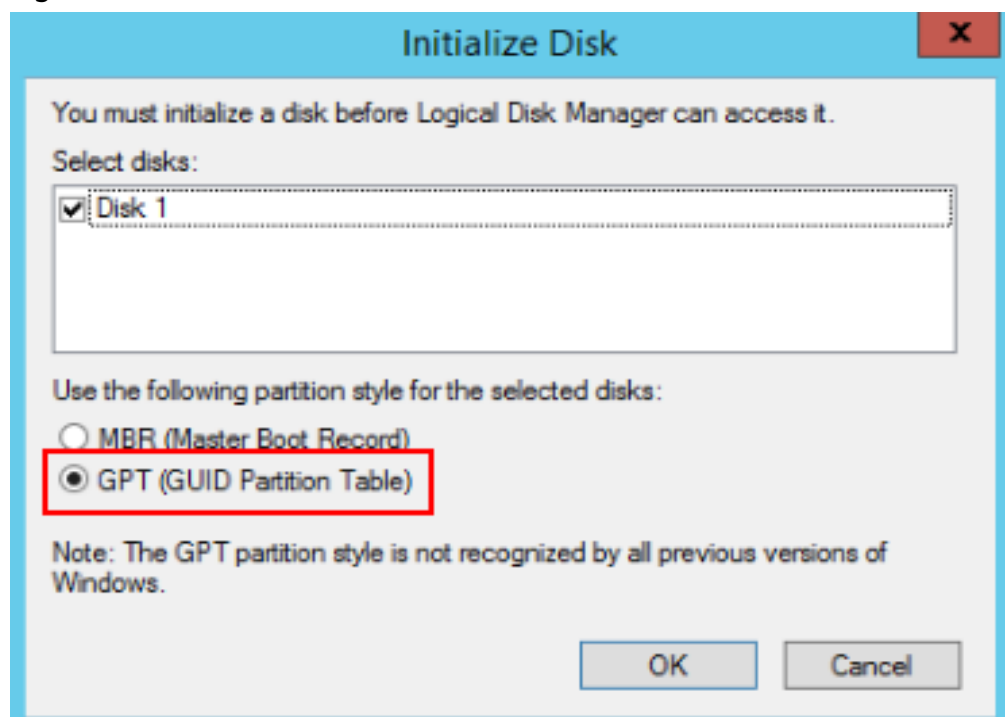 Initialize Disk
x
You must initialize a disk before Logical Disk Manager can access it.
Select disks:
Disk 1
Use the following partition style for the selected disks:
MBR (Master Boot Record)
GPT (GUID Partition Table)
Note: The GPT partition style is not recognized by all previous versions of
Windows.
OK Cancel